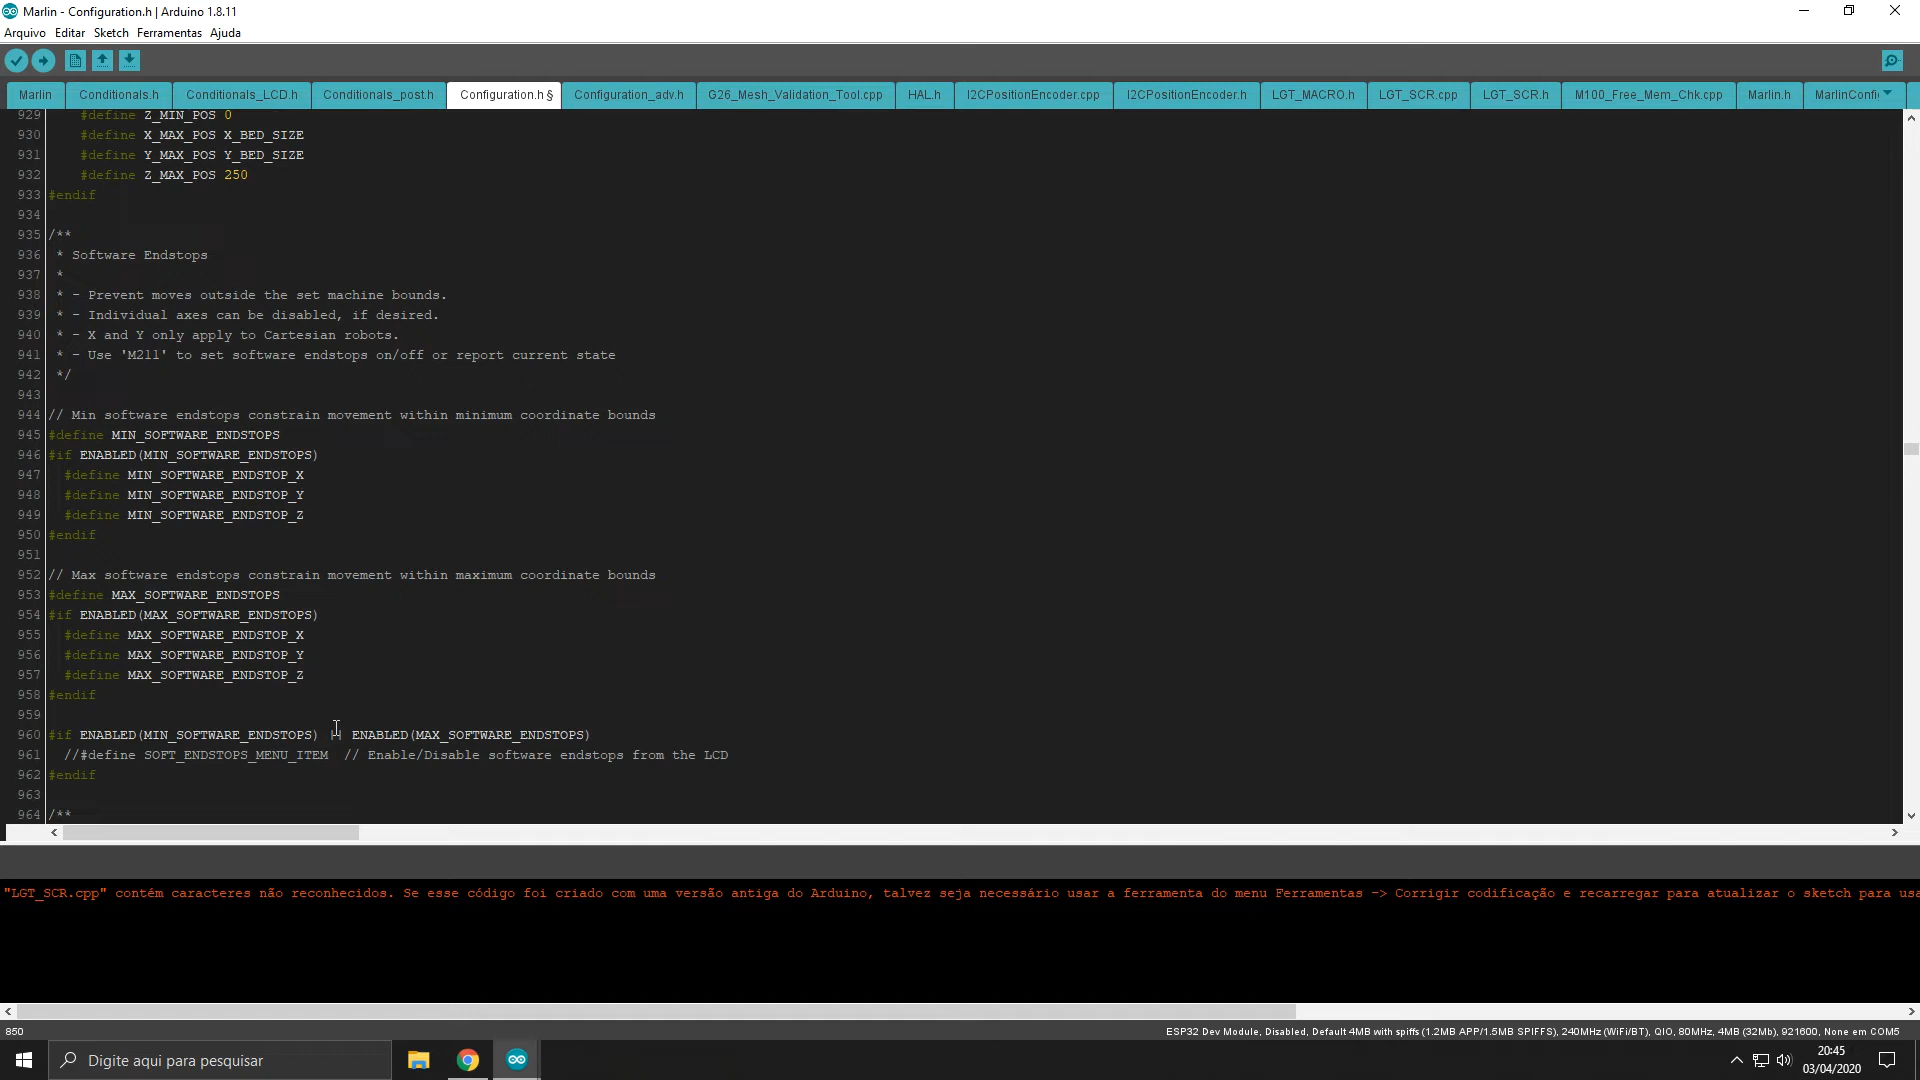 Marlin - Configuration.h | Arduino 1.8.11
Arquivo Editar Sketch Ferramentas Ajuda
Marlin Conditionals.h Conditionals_LCD.h Conditionals_post.h Configuration.h § Configuration_adv.h G26_Mesh_Validation_Tool.cpp HAL.h I2CPositionEncoder.cpp I2CPositionEncoder.h LGT_MACRO.h LGT_SCR.cpp LGT_SCR.h M100_Free_Mem_Chk.cpp Marlin.h MarlinConfi
929 #define Z_MIN_POS 0
930 #define X_MAX_POS X_BED_SIZE
931 #define Y_MAX_POS Y_BED_SIZE
932 #define Z_MAX_POS 250
933 #endif
934
935 /**
936 * Software Endstops
937 *
938 * - Prevent moves outside the set machine bounds.
939 * - Individual axes can be disabled, if desired.
940 * - X and Y only apply to Cartesian robots.
941 * - Use 'M211' to set software endstops on/off or report current state
942 */
943
944 // Min software endstops constrain movement within minimum coordinate bounds
945 #define MIN_SOFTWARE_ENDSTOPS
946 #if ENABLED(MIN_SOFTWARE_ENDSTOPS)
947 #define MIN_SOFTWARE_ENDSTOP_X
948 #define MIN_SOFTWARE_ENDSTOP_Y
949 #define MIN_SOFTWARE_ENDSTOP_Z
950 #endif
951
952 // Max software endstops constrain movement within maximum coordinate bounds
953 #define MAX_SOFTWARE_ENDSTOPS
954 #if ENABLED(MAX_SOFTWARE_ENDSTOPS)
955 #define MAX_SOFTWARE_ENDSTOP_X
956 #define MAX_SOFTWARE_ENDSTOP_Y
957 #define MAX_SOFTWARE_ENDSTOP_Z
958 #endif
959
960 #if ENABLED(MIN_SOFTWARE_ENDSTOPS) || ENABLED(MAX_SOFTWARE_ENDSTOPS)
961 //#define SOFT_ENDSTOPS_MENU_ITEM // Enable/Disable software endstops from the LCD
962 #endif
963
964 /**
"LGT_SCR.cpp" contém caracteres não reconhecidos. Se esse código foi criado com uma versão antiga do Arduino, talvez seja necessário usar a ferramenta do menu Ferramentas -> Corrigir codificação e recarregar para atualizar o sketch para usa
850 ESP32 Dev Module, Disabled, Default 4MB with spiffs (1.2MB APP/1.5MB SPIFFS), 240MHz (WiFi/BT), QIO, 80MHz, 4MB (32Mb), 921600, None em COM5
Digite aqui para pesquisar
20:45
03/04/2020